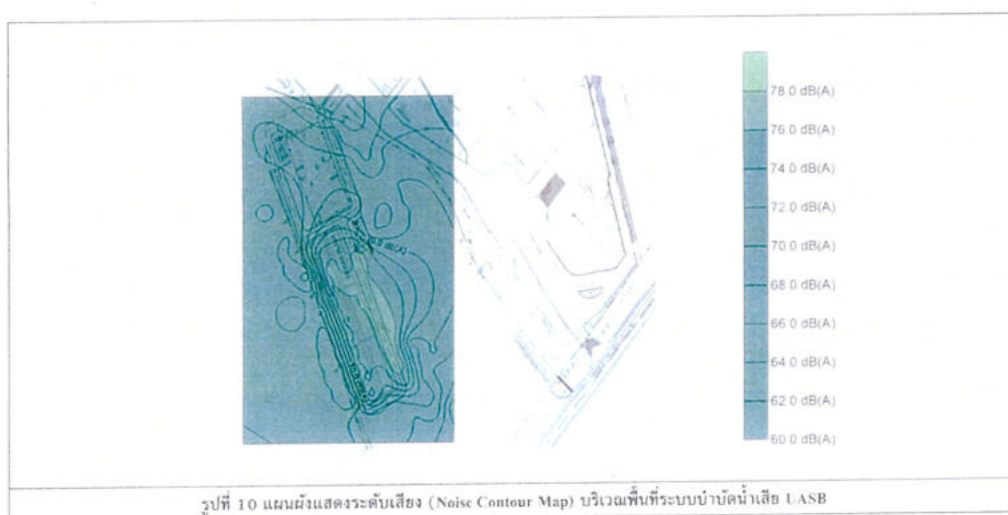 78.0 dB(A)
76.0 dB(A)
74.0 dB(A)
72.0 dB(A)
70.0 dB(A)
68.0 dB(A)
66.0 dB(A)
64.0 dB(A)
62.0 dB(A)
60.0 dB(A)
รูปที่ 10 แผนผังแสดงระดับเสียง (Noise Contour Map) บริเวณพื้นที่ระบบบำบัดน้ำเสีย UASB